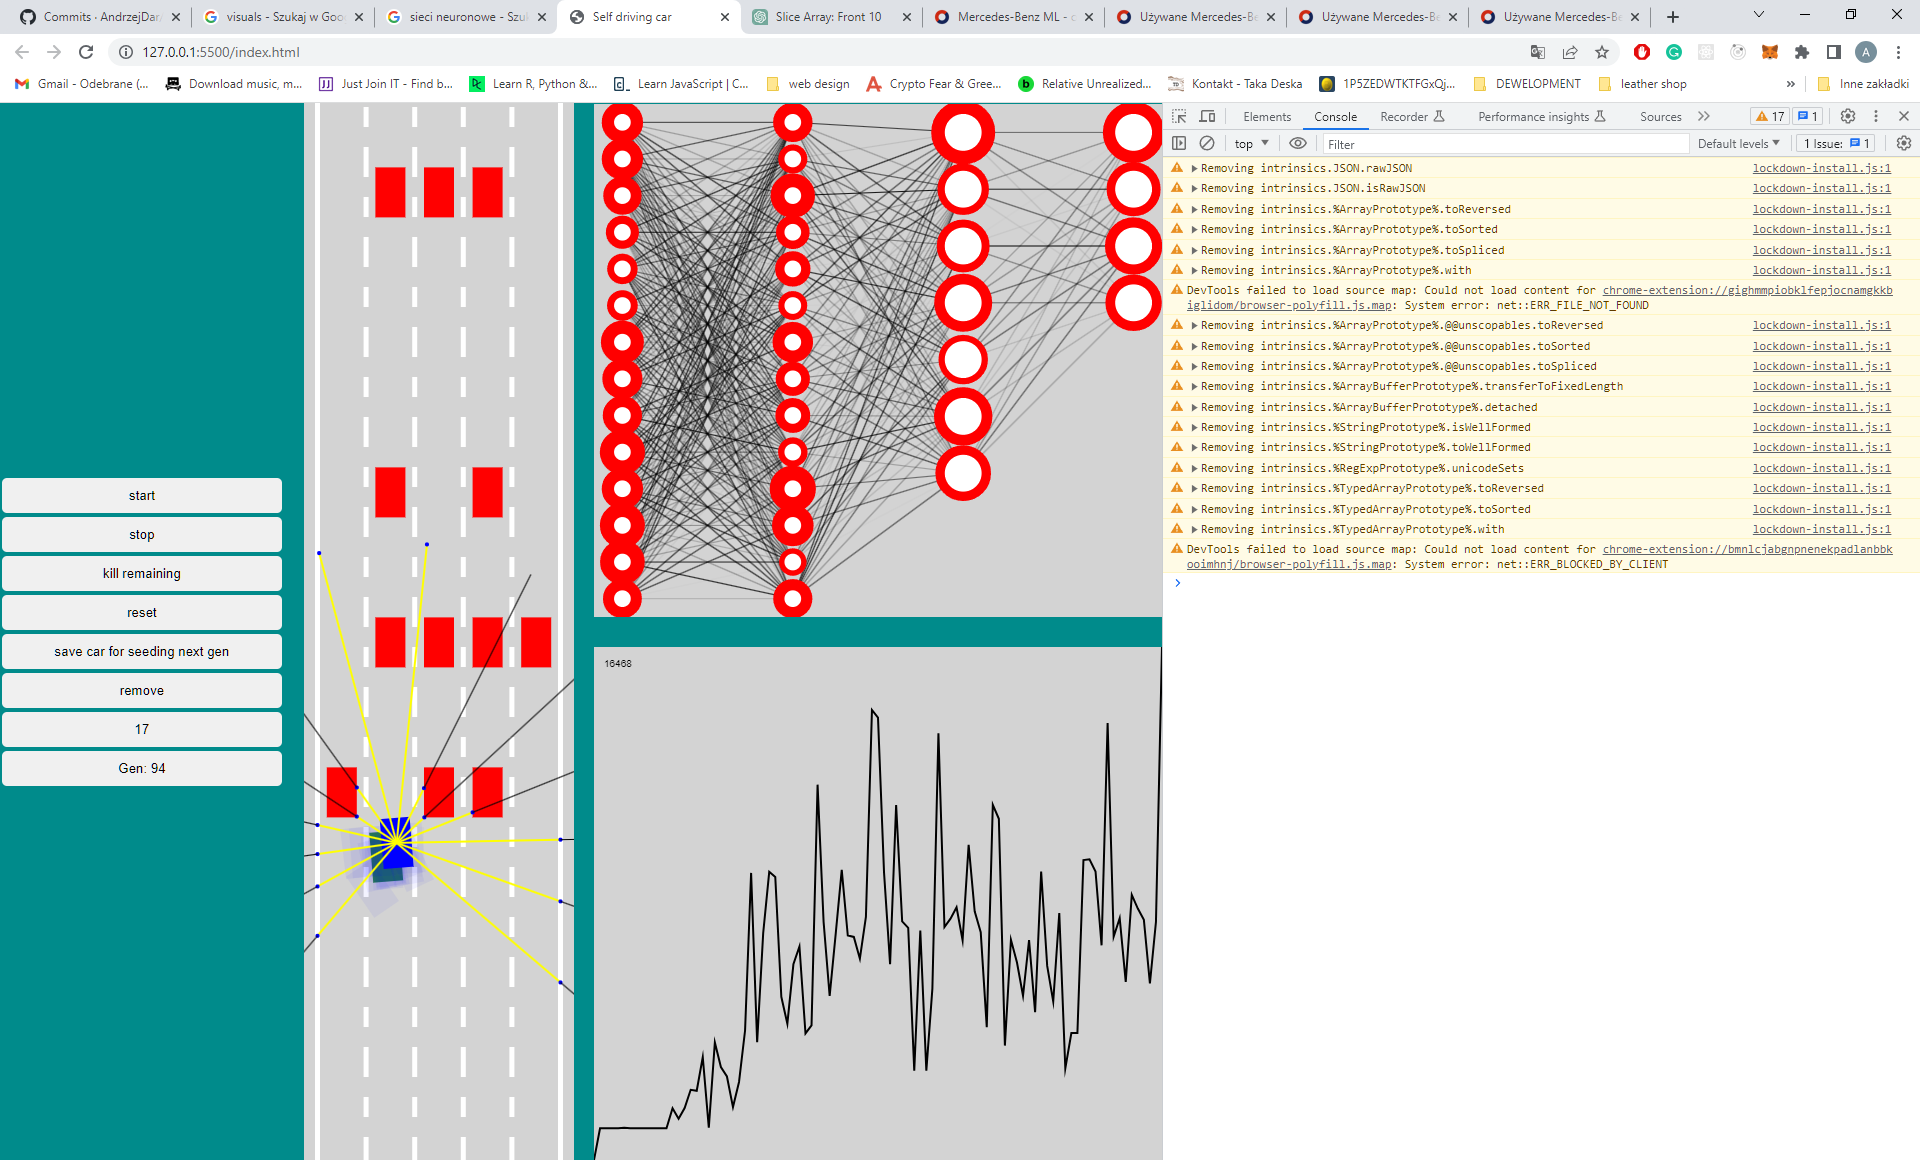 Commits · AndrzejDar/
visuals - Szukaj w Goo
sieci neuronowe - Szuk
Self driving car
Slice Array: Front 10
Mercedes-Benz ML - o
Używane Mercedes-Be
Używane Mercedes-Be
Używane Mercedes-Be
127.0.0.1:5500/index.html
A
Gmail - Odebrane (...
Download music, m...
Just Join IT - Find b...
Learn R, Python &...
Learn JavaScript | C...
web design
Crypto Fear & Gree...
Relative Unrealized...
Kontakt - Taka Deska
1P5ZEDWTKTFGxQj...
DEWELOPMENT
leather shop
»
Inne zakładki
start
stop
kill remaining
reset
save car for seeding next gen
remove
17
Gen: 94
16468
Elements
Console
Recorder
Performance insights
Sources
17
1
top
Filter
Default levels
1 Issue:
1
Removing intrinsics.JSON.rawJSON lockdown-install.js:1
Removing intrinsics.JSON.isRawJSON lockdown-install.js:1
Removing intrinsics.%ArrayPrototype%.toReversed lockdown-install.js:1
Removing intrinsics.%ArrayPrototype%.toSorted lockdown-install.js:1
Removing intrinsics.%ArrayPrototype%.toSpliced lockdown-install.js:1
Removing intrinsics.%ArrayPrototype%.with lockdown-install.js:1
DevTools failed to load source map: Could not load content for chrome-extension://gighmmpiobklfepjocnamgkkb
iglidom/browser-polyfill.js.map: System error: net::ERR_FILE_NOT_FOUND
Removing intrinsics.%ArrayPrototype%.@@unscopables.toReversed lockdown-install.js:1
Removing intrinsics.%ArrayPrototype%.@@unscopables.toSorted lockdown-install.js:1
Removing intrinsics.%ArrayPrototype%.@@unscopables.toSpliced lockdown-install.js:1
Removing intrinsics.%ArrayBufferPrototype%.transferToFixedLength lockdown-install.js:1
Removing intrinsics.%ArrayBufferPrototype%.detached lockdown-install.js:1
Removing intrinsics.%StringPrototype%.isWellFormed lockdown-install.js:1
Removing intrinsics.%StringPrototype%.toWellFormed lockdown-install.js:1
Removing intrinsics.%RegExpPrototype%.unicodeSets lockdown-install.js:1
Removing intrinsics.%TypedArrayPrototype%.toReversed lockdown-install.js:1
Removing intrinsics.%TypedArrayPrototype%.toSorted lockdown-install.js:1
Removing intrinsics.%TypedArrayPrototype%.with lockdown-install.js:1
DevTools failed to load source map: Could not load content for chrome-extension://bmnlcjabgnpnenekpadlanbbk
ooimhnj/browser-polyfill.js.map: System error: net::ERR_BLOCKED_BY_CLIENT